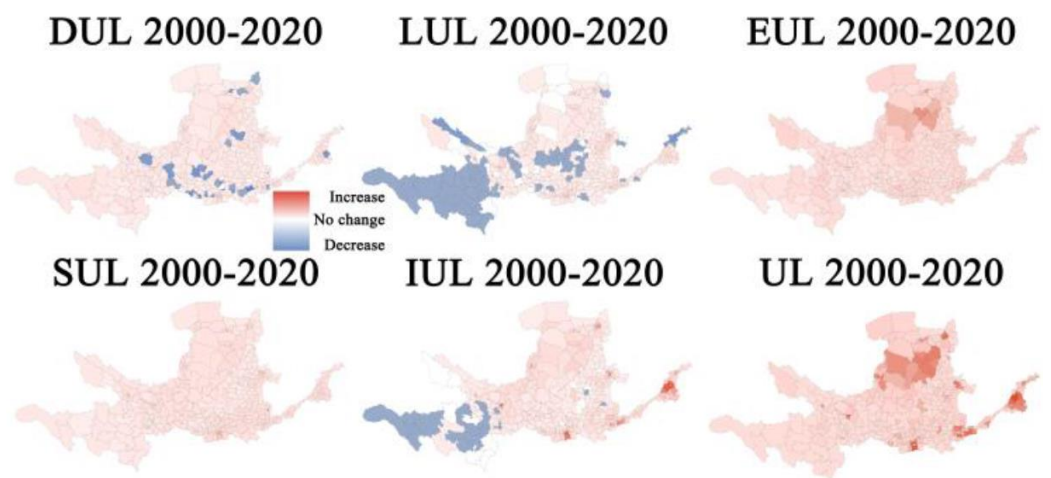 DUL 2000-2020
LUL 2000-2020
EUL 2000-2020
Increase
No change
Decrease
SUL 2000-2020
IUL 2000-2020
UL 2000-2020